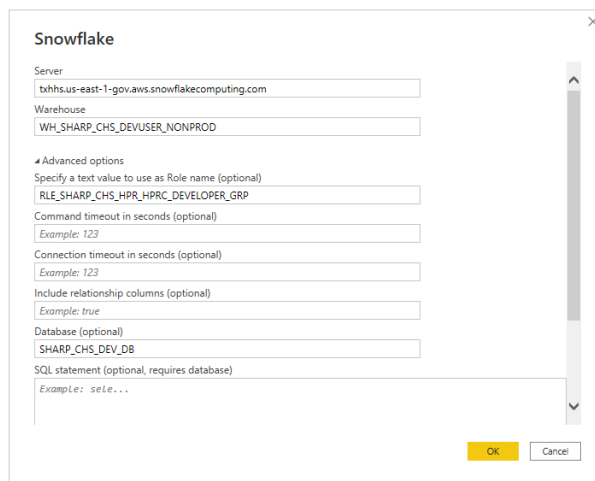 Snowflake
Server
txhhs.us-east-1-gov.aws.snowflakecomputing.com
Warehouse
WH_SHARP_CHS_DEVUSER_NONPROD
Advanced options
Specify a text value to use as Role name (optional)
RLE_SHARP_CHS_HPR_HPRC_DEVELOPER_GRP
Command timeout in seconds (optional)
Example: 123
Connection timeout in seconds (optional)
Example: 123
Include relationship columns (optional)
Example: true
Database (optional)
SHARP_CHS_DEV_DB
SQL statement (optional, requires database)
Example: sele...
OK Cancel